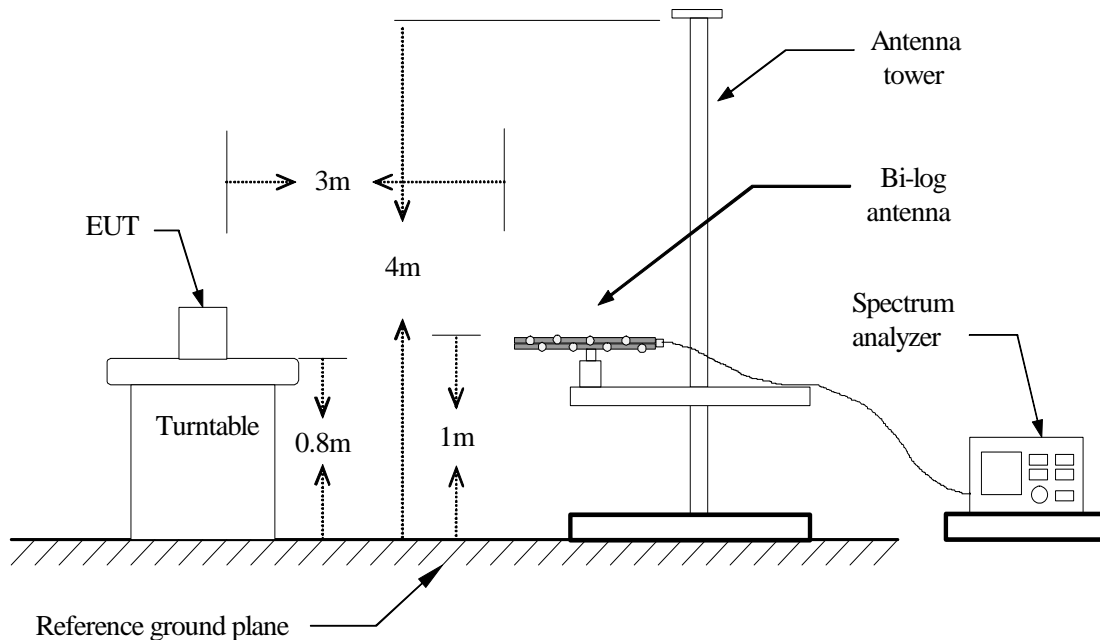 Antenna
tower
3m
Bi-log
antenna
EUT
4m
Spectrum
analyzer
Turntable
0.8m
1m
Reference ground plane